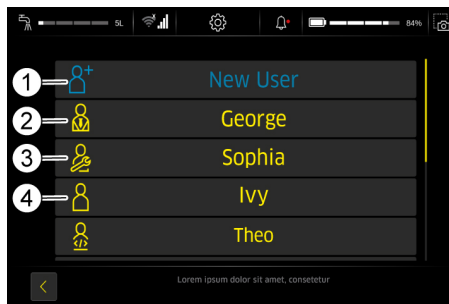 5L 84%
1 New User
2 George
3 Sophia
4 Ivy
</> Theo
Lorem ipsum dolor sit amet, consetetur